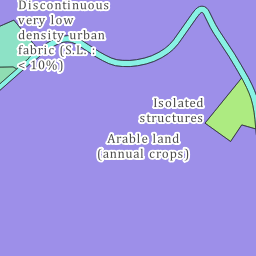 Discontinuous
very low
density urban
fabric (S.L. :
< 10%)
Isolated
structures
Arable land
(annual crops)